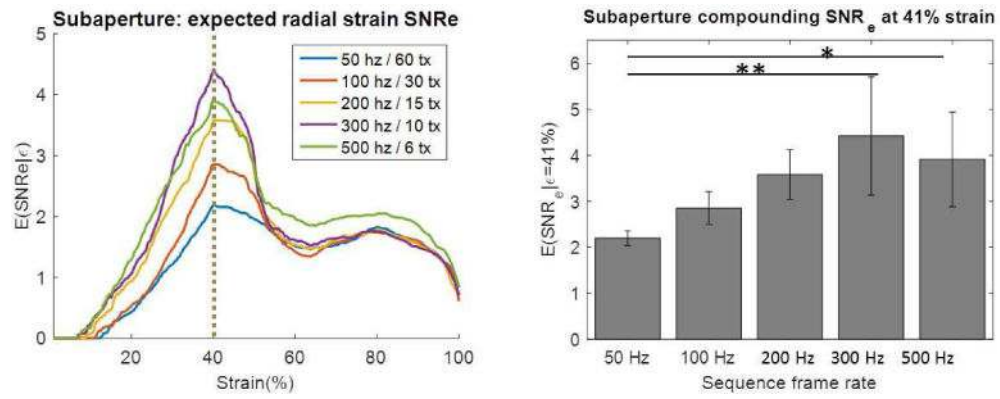 Subaperture: expected radial strain SNRe
E(SNRe|ϵ)
5
4
3
2
1
0
50 hz / 60 tx
100 hz / 30 tx
200 hz / 15 tx
300 hz / 10 tx
500 hz / 6 tx
20 40 60 80 100
Strain(%)
Subaperture compounding SNRe at 41% strain
E(SNRe|ϵ=41%)
6
5
4
3
2
1
0
*
**
50 Hz 100 Hz 200 Hz 300 Hz 500 Hz
Sequence frame rate